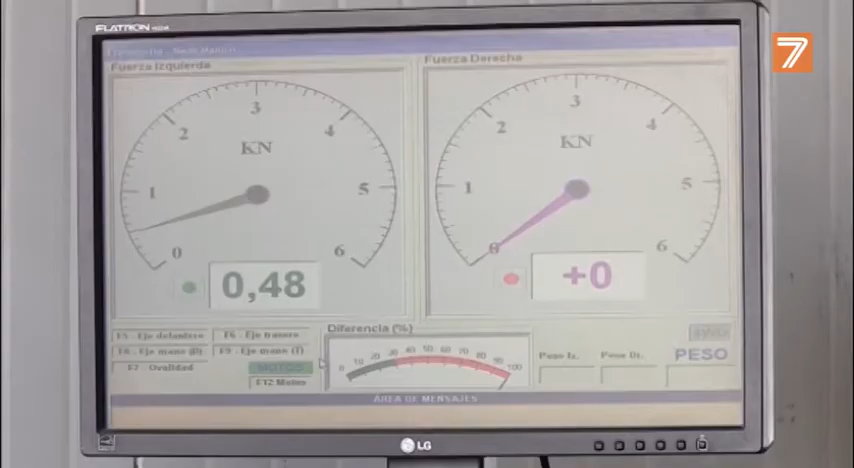 FLATRON
7
Fuerza Izquierda
Fuerza Derecha
0 1 2 3 4 5 6
KN
0,48
0 1 2 3 4 5 6
KN
+0
F5 - Eje delantero
F6 - Eje trasero
F8 - Eje mano (D)
F9 - Eje mano (I)
F7 Ovalidad
F12 Motos
Diferencia (%)
0 10 20 30 40 50 60 70 80 90 100
Peso Iz.
Peso De.
PESO
ÁREA DE MENSAJES
LG